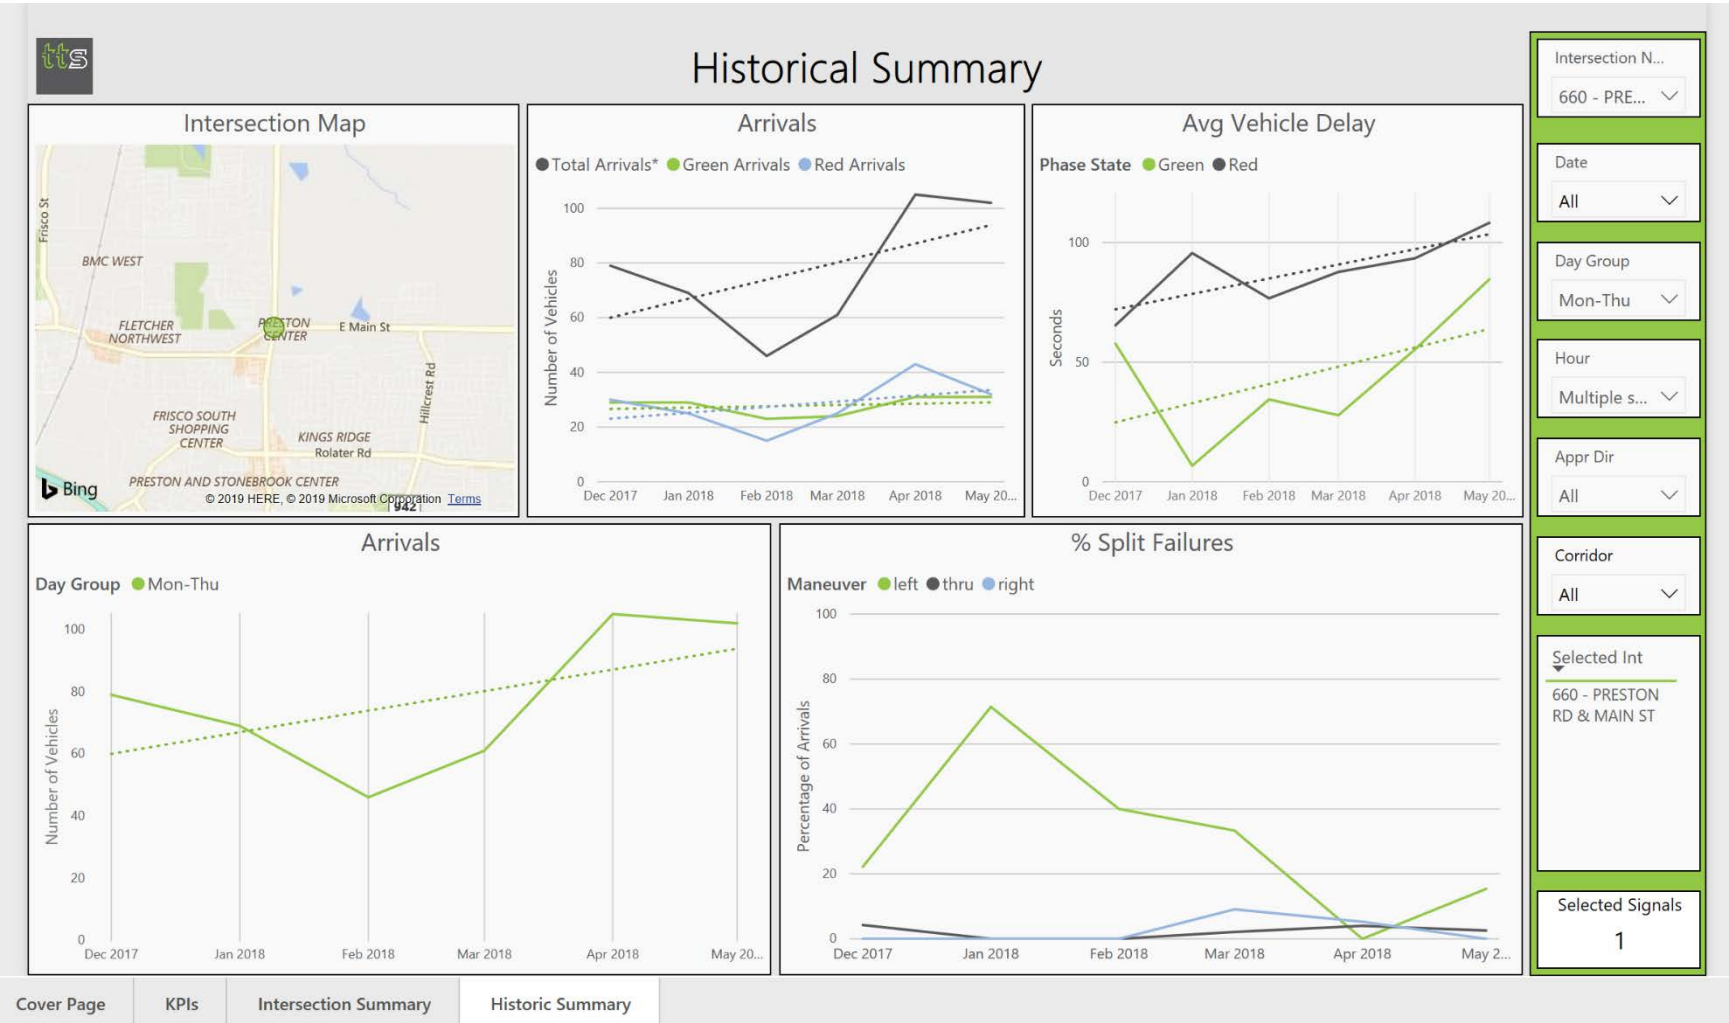 tts
Historical Summary
Intersection Map
Frisco St
BMC WEST
FLETCHER
NORTHWEST
PRESTON
CENTER
E Main St
Hillcrest Rd
FRISCO SOUTH
SHOPPING
CENTER
KINGS RIDGE
Rolater Rd
PRESTON AND STONEBROOK CENTER
Bing
© 2019 HERE, © 2019 Microsoft Corporation Terms
942
Arrivals
Total Arrivals* Green Arrivals Red Arrivals
Number of Vehicles
100
80
60
40
20
0
Dec 2017 Jan 2018 Feb 2018 Mar 2018 Apr 2018 May 20...
Avg Vehicle Delay
Phase State Green Red
Seconds
100
50
0
Dec 2017 Jan 2018 Feb 2018 Mar 2018 Apr 2018 May 20...
Arrivals
Day Group Mon-Thu
Number of Vehicles
100
80
60
40
20
0
Dec 2017 Jan 2018 Feb 2018 Mar 2018 Apr 2018 May 20...
% Split Failures
Maneuver left thru right
Percentage of Arrivals
100
80
60
40
20
0
Dec 2017 Jan 2018 Feb 2018 Mar 2018 Apr 2018 May 2...
Intersection N...
660 - PRE...
Date
All
Day Group
Mon-Thu
Hour
Multiple s...
Appr Dir
All
Corridor
All
Selected Int
660 - PRESTON
RD & MAIN ST
Selected Signals
1
Cover Page KPIs Intersection Summary Historic Summary